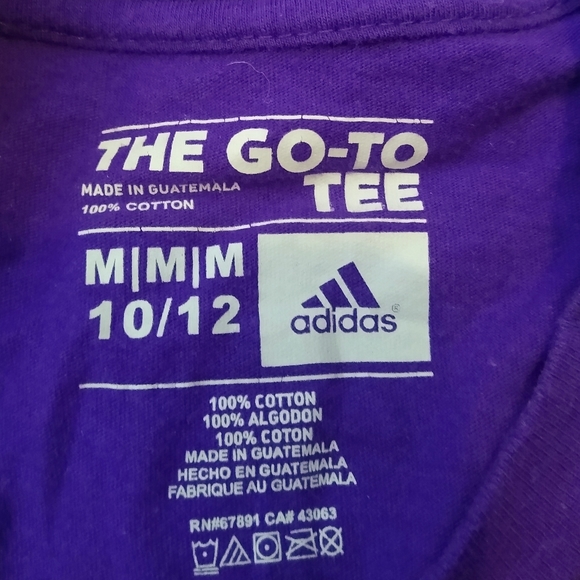 THE GO-TO
TEE
MADE IN GUATEMALA
100% COTTON
M|M|M
10/12
adidas®
100% COTTON
100% ALGODON
100% COTON
MADE IN GUATEMALA
HECHO EN GUATEMALA
FABRIQUE AU GUATEMALA
RN#67891 CA# 43063